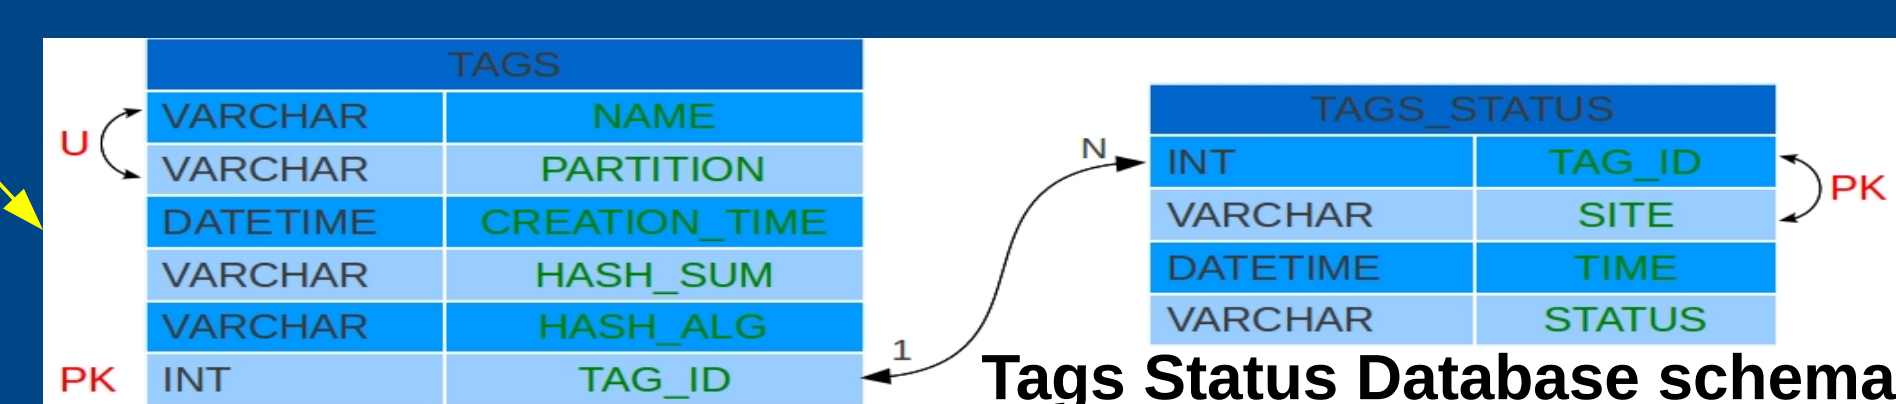 TAGS
U
VARCHAR NAME
VARCHAR PARTITION
DATETIME CREATION_TIME
VARCHAR HASH_SUM
VARCHAR HASH_ALG
PK INT TAG_ID
1
N
TAGS_STATUS
INT TAG_ID
PK
VARCHAR SITE
DATETIME TIME
VARCHAR STATUS
Tags Status Database schema